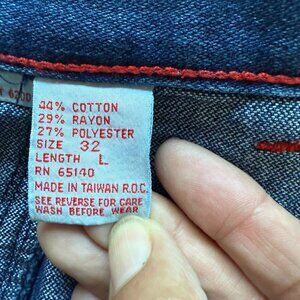 44% COTTON
29% RAYON
27% POLYESTER
SIZE 32
LENGTH L
RN 65140
MADE IN TAIWAN R.O.C.
SEE REVERSE FOR CARE
WASH BEFORE WEAR